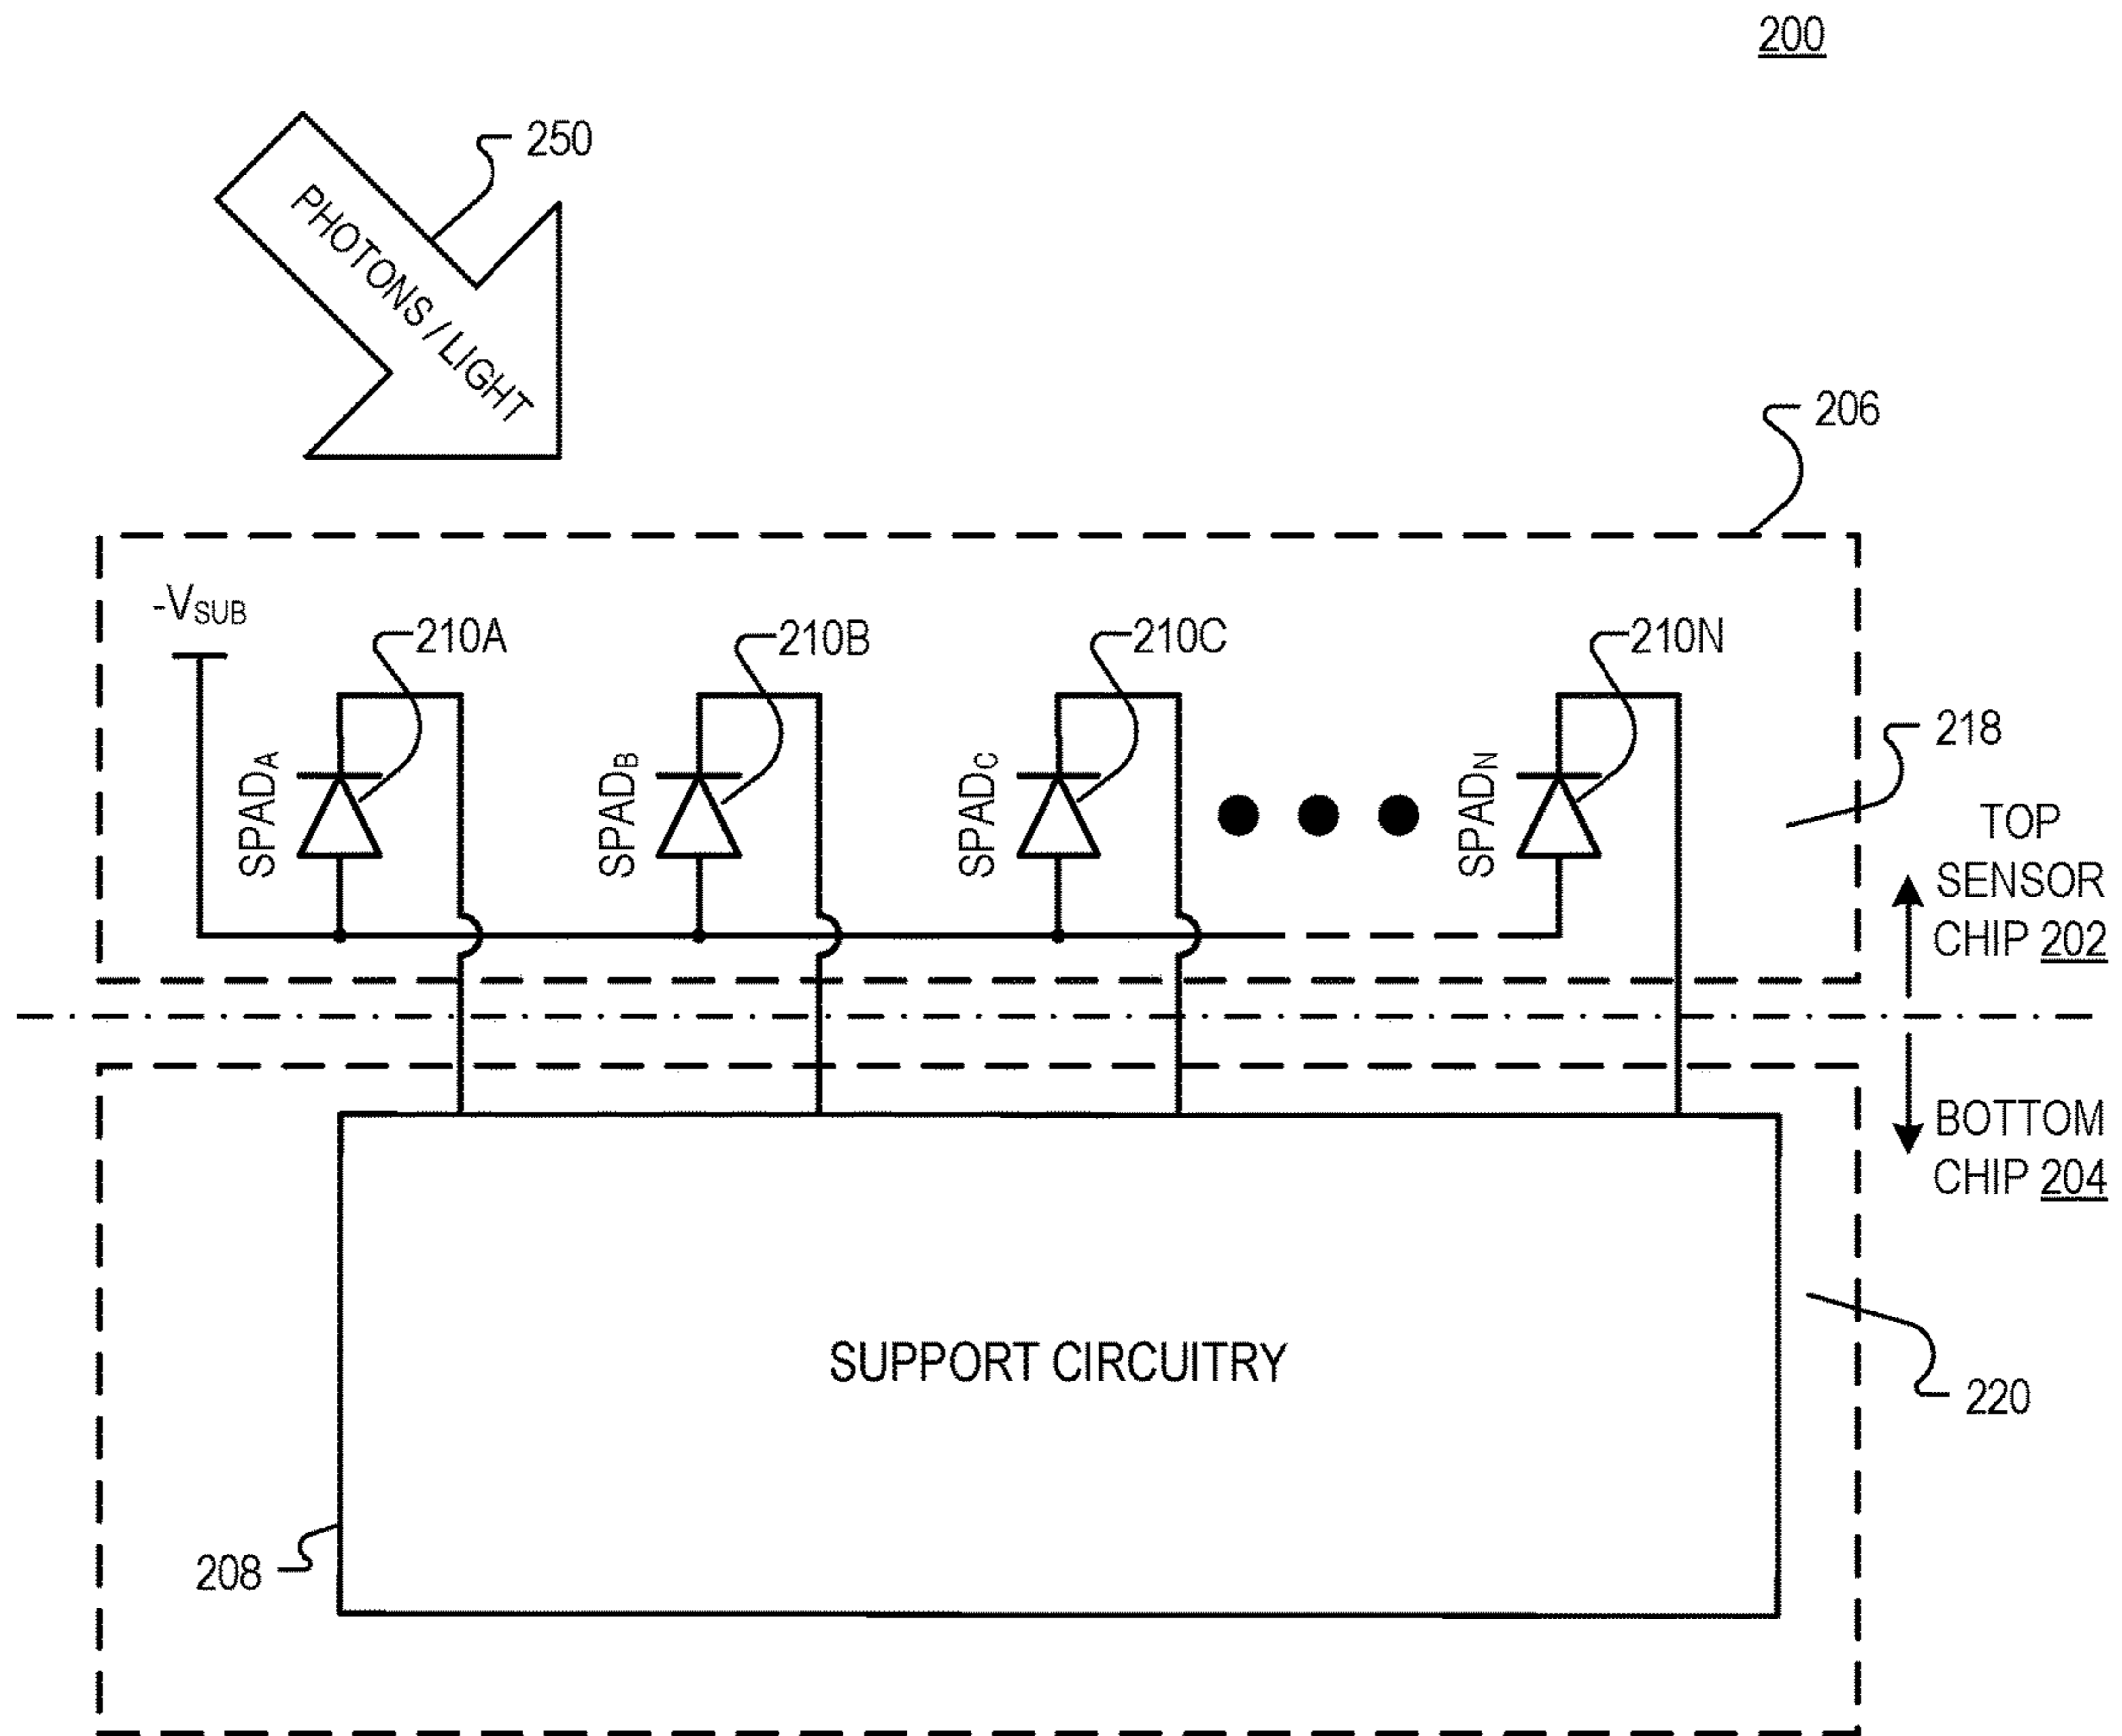 200
250
PHOTONS / LIGHT
206
-VSUB
210A
210B
210C
210N
218
SPADA
SPADB
SPADC
SPADN
TOP
SENSOR
CHIP 202
BOTTOM
CHIP 204
SUPPORT CIRCUITRY
220
208